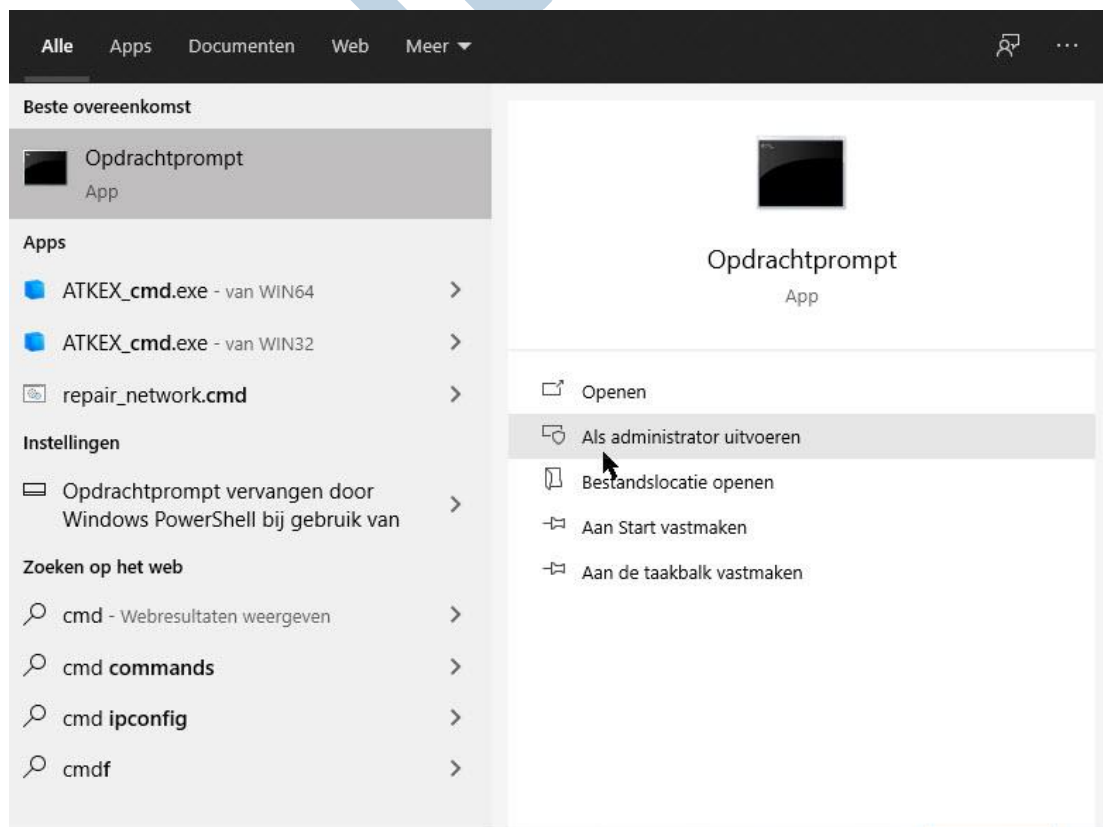 Alle Apps Documenten Web Meer
Beste overeenkomst
Opdrachtprompt
App
Apps
ATKEX_cmd.exe - van WIN64
ATKEX_cmd.exe - van WIN32
repair_network.cmd
Instellingen
Opdrachtprompt vervangen door
Windows PowerShell bij gebruik van
Zoeken op het web
cmd - Webresultaten weergeven
cmd commands
cmd ipconfig
cmdf
Opdrachtprompt
App
Openen
Als administrator uitvoeren
Bestandslocatie openen
Aan Start vastmaken
Aan de taakbalk vastmaken